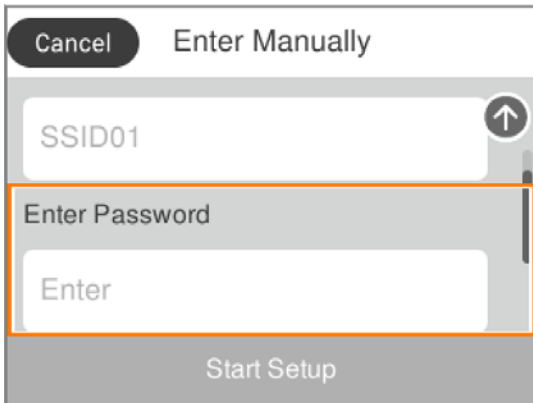 Cancel Enter Manually
SSID01
Enter Password
Enter
Start Setup